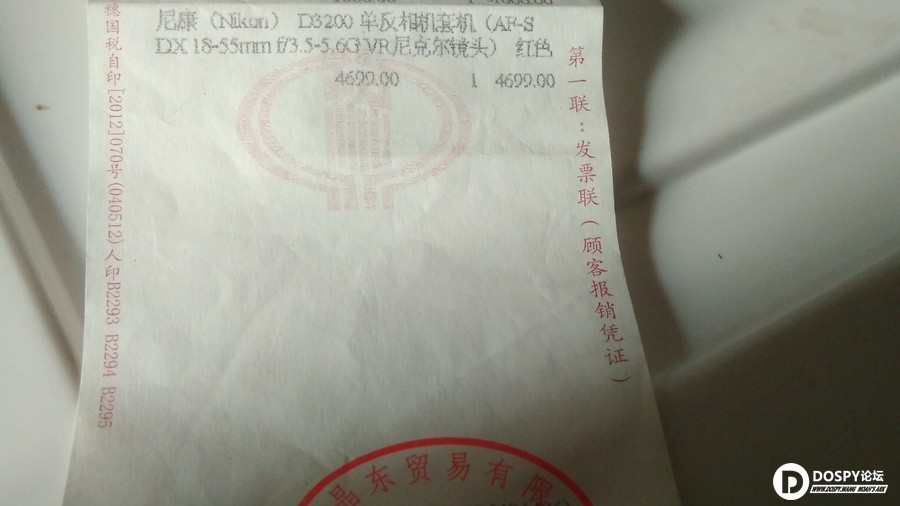 尼康（Nikon） D3200 单反相机套机（AF-S
DX 18-55mm f/3.5-5.6G VR尼克尔镜头） 红色
4699.00 1 4699.00
德国税自印[2012]070号(040512)人印B2293 B2294 B2295
第一联：发票联（顾客报销凭证）
晶东贸易有限
DOSPY论坛